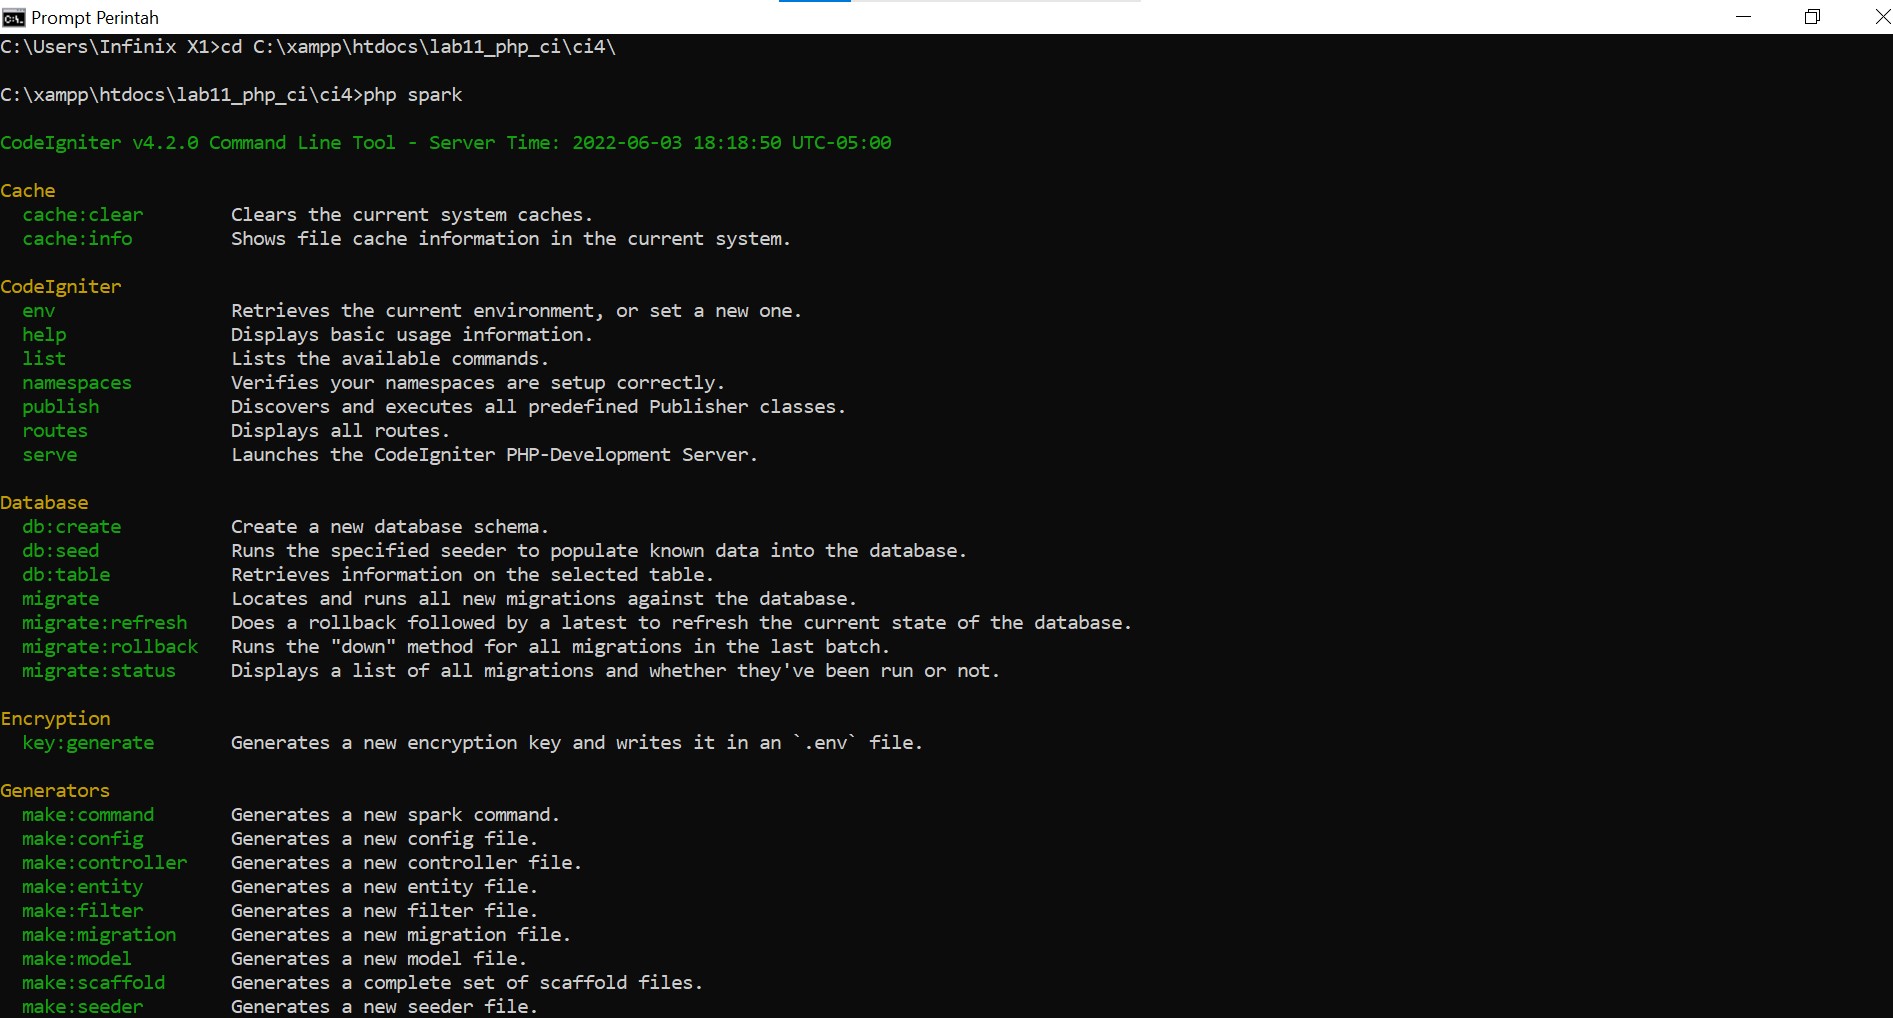 Prompt Perintah
C:\Users\Infinix X1>cd C:\xampp\htdocs\lab11_php_ci\ci4\
C:\xampp\htdocs\lab11_php_ci\ci4>php spark
CodeIgniter v4.2.0 Command Line Tool - Server Time: 2022-06-03 18:18:50 UTC-05:00
Cache
cache:clear Clears the current system caches.
cache:info Shows file cache information in the current system.
CodeIgniter
env Retrieves the current environment, or set a new one.
help Displays basic usage information.
list Lists the available commands.
namespaces Verifies your namespaces are setup correctly.
publish Discovers and executes all predefined Publisher classes.
routes Displays all routes.
serve Launches the CodeIgniter PHP-Development Server.
Database
db:create Create a new database schema.
db:seed Runs the specified seeder to populate known data into the database.
db:table Retrieves information on the selected table.
migrate Locates and runs all new migrations against the database.
migrate:refresh Does a rollback followed by a latest to refresh the current state of the database.
migrate:rollback Runs the "down" method for all migrations in the last batch.
migrate:status Displays a list of all migrations and whether they've been run or not.
Encryption
key:generate Generates a new encryption key and writes it in an `.env` file.
Generators
make:command Generates a new spark command.
make:config Generates a new config file.
make:controller Generates a new controller file.
make:entity Generates a new entity file.
make:filter Generates a new filter file.
make:migration Generates a new migration file.
make:model Generates a new model file.
make:scaffold Generates a complete set of scaffold files.
make:seeder Generates a new seeder file.